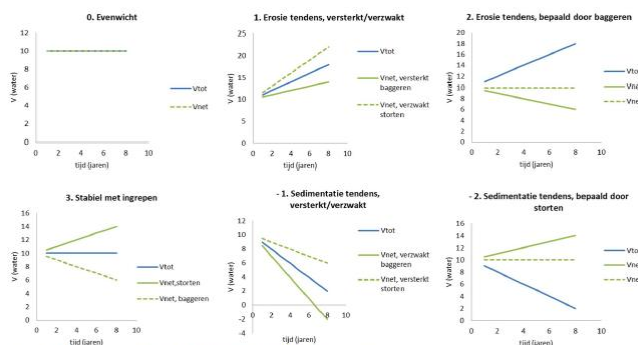 0. Evenwicht
12
10
8
6
4
2
0
V (water)
0 2 4 6 8 10
tijd (jaren)
Vtot
Vnet
1. Erosie tendens, versterkt/verzwakt
25
20
15
10
5
0
V (water)
0 2 4 6 8 10
tijd (jaren)
Vtot
Vnet, versterkt
baggeren
Vnet, verzwakt
storten
2. Erosie tendens, bepaald door baggeren
20
18
16
14
12
10
8
6
4
2
0
V (water)
0 2 4 6 8 10
tijd (jaren)
Vto
Vne
Vne
3. Stabiel met ingrepen
16
14
12
10
8
6
4
2
0
V (water)
0 2 4 6 8 10
tijd (jaren)
Vtot
Vnet,storten
Vnet, baggeren
- 1. Sedimentatie tendens,
versterkt/verzwakt
12
10
8
6
4
2
0
-2
-4
V (water)
0 2 4 6 8 10
tijd (jaren)
Vtot
Vnet, verzwakt
baggeren
Vnet, versterkt
storten
- 2. Sedimentatie tendens, bepaald door
storten
16
14
12
10
8
6
4
2
0
V (water)
0 2 4 6 8 10
tijd (jaren)
Vto
Vne
Vne